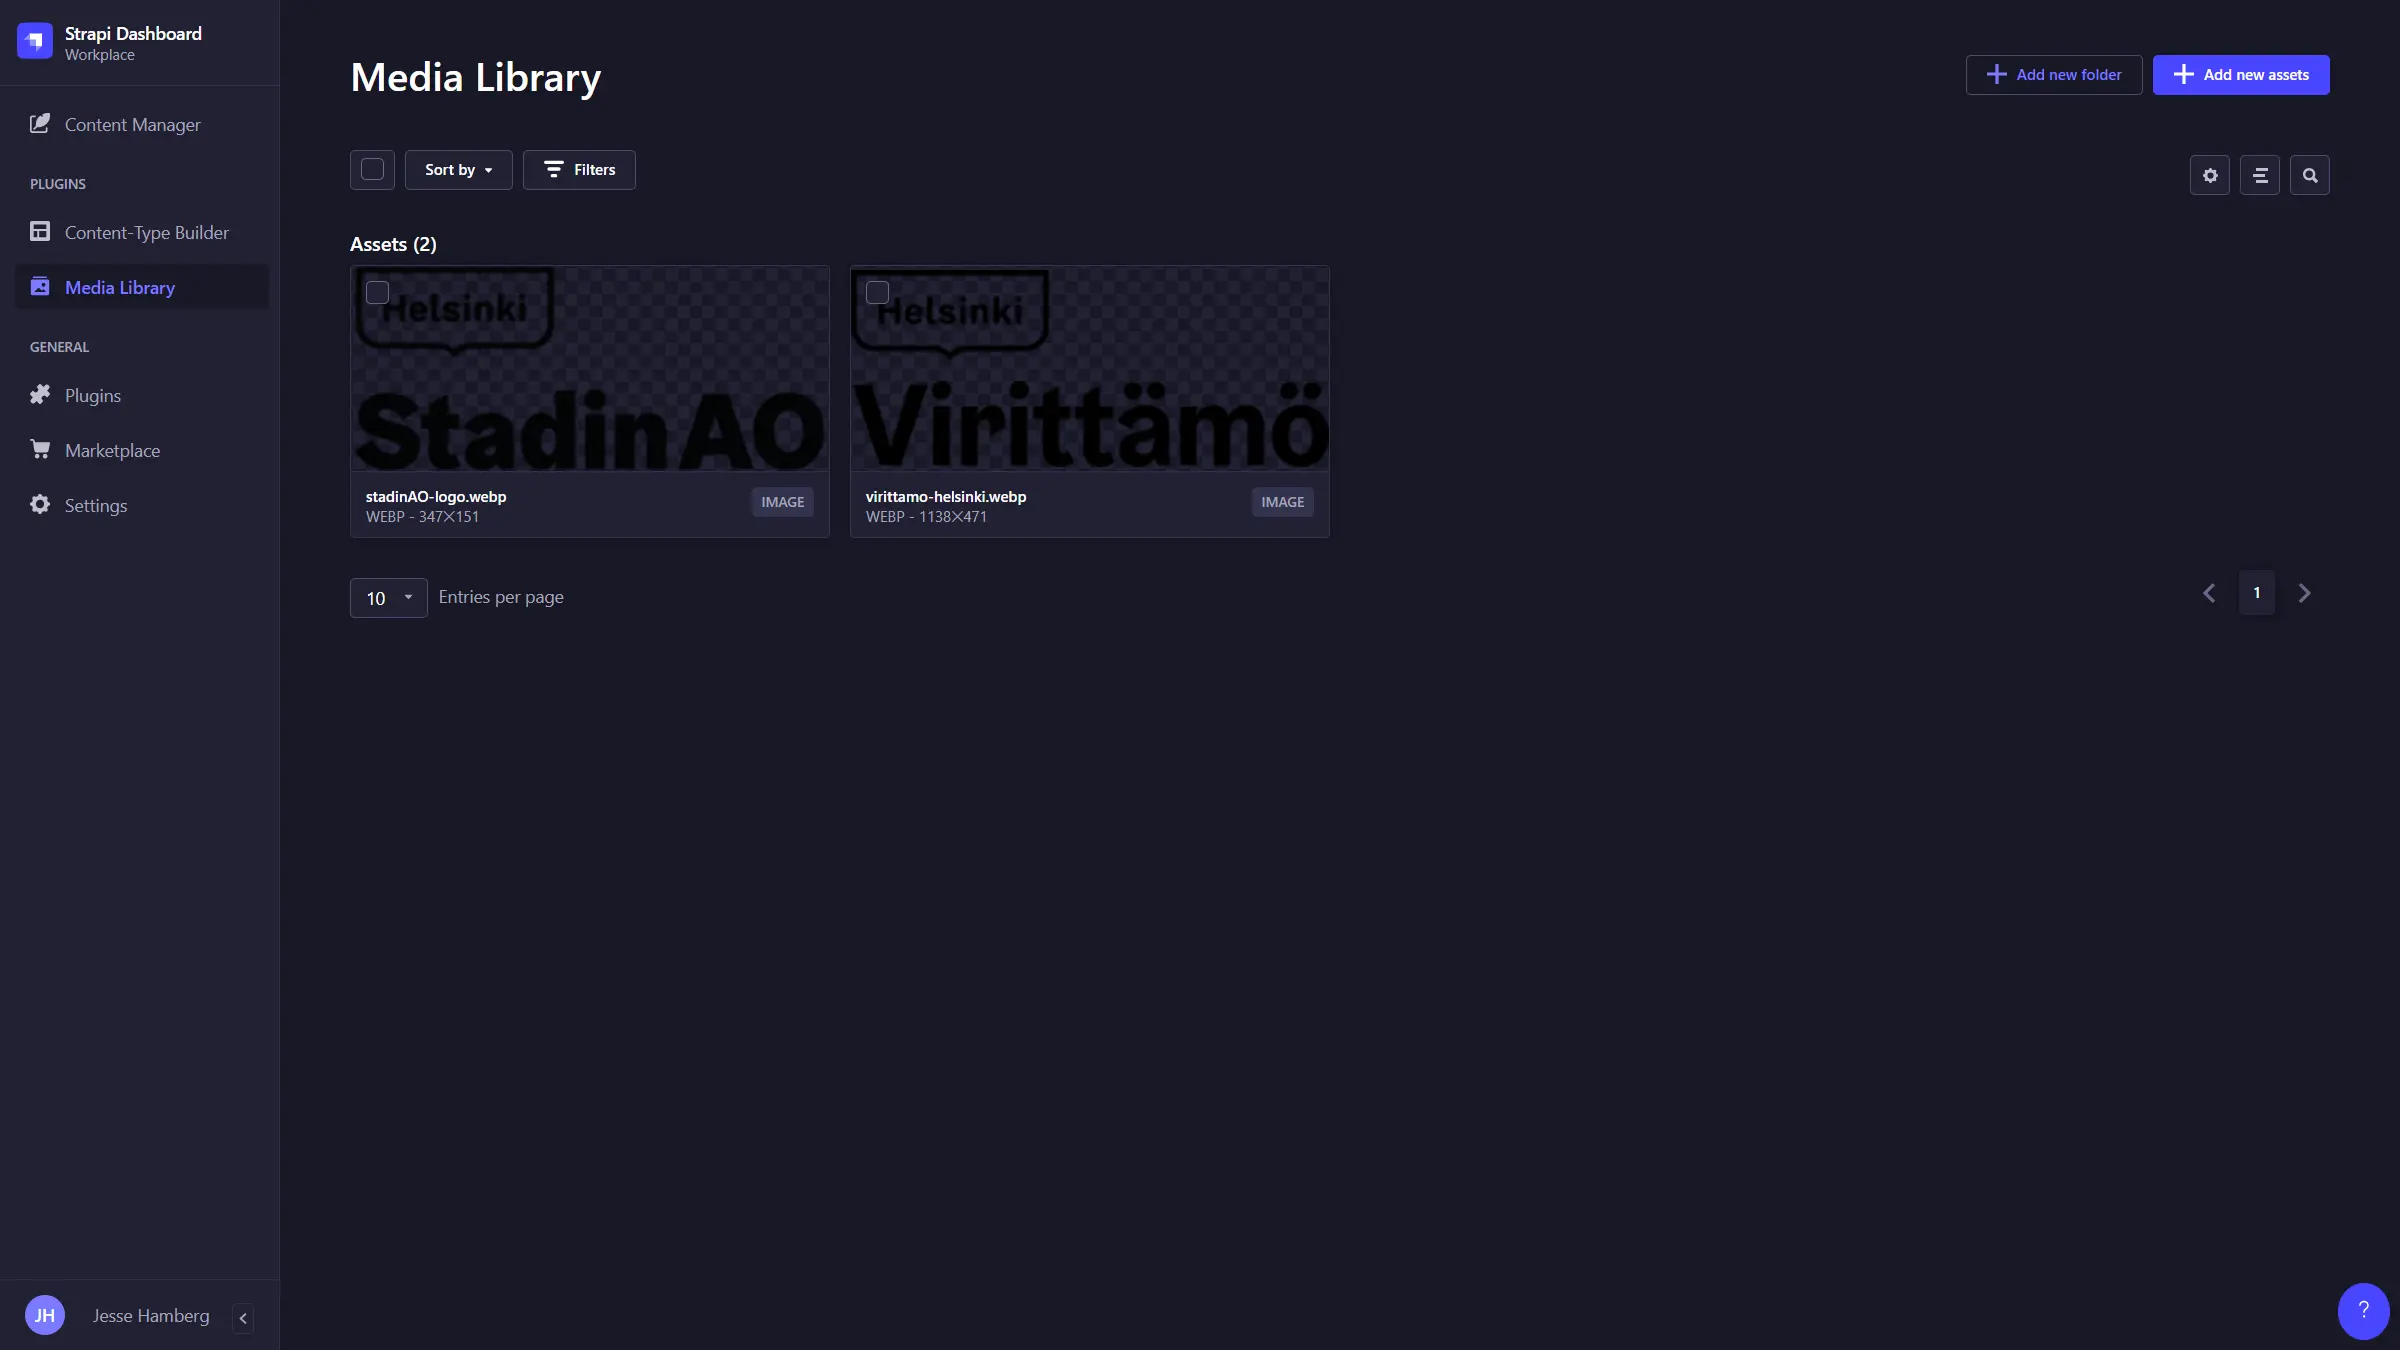 Strapi Dashboard
Workplace
Content Manager
PLUGINS
Content-Type Builder
Media Library
GENERAL
Plugins
Marketplace
Settings
JH Jesse Hamberg
Media Library
Add new folder
Add new assets
Sort by
Filters
Assets (2)
Helsinki
StadinAO
stadinAO-logo.webp
WEBP - 347✕151
IMAGE
Helsinki
Virittämö
virittamo-helsinki.webp
WEBP - 1138✕471
IMAGE
10 Entries per page
1
?